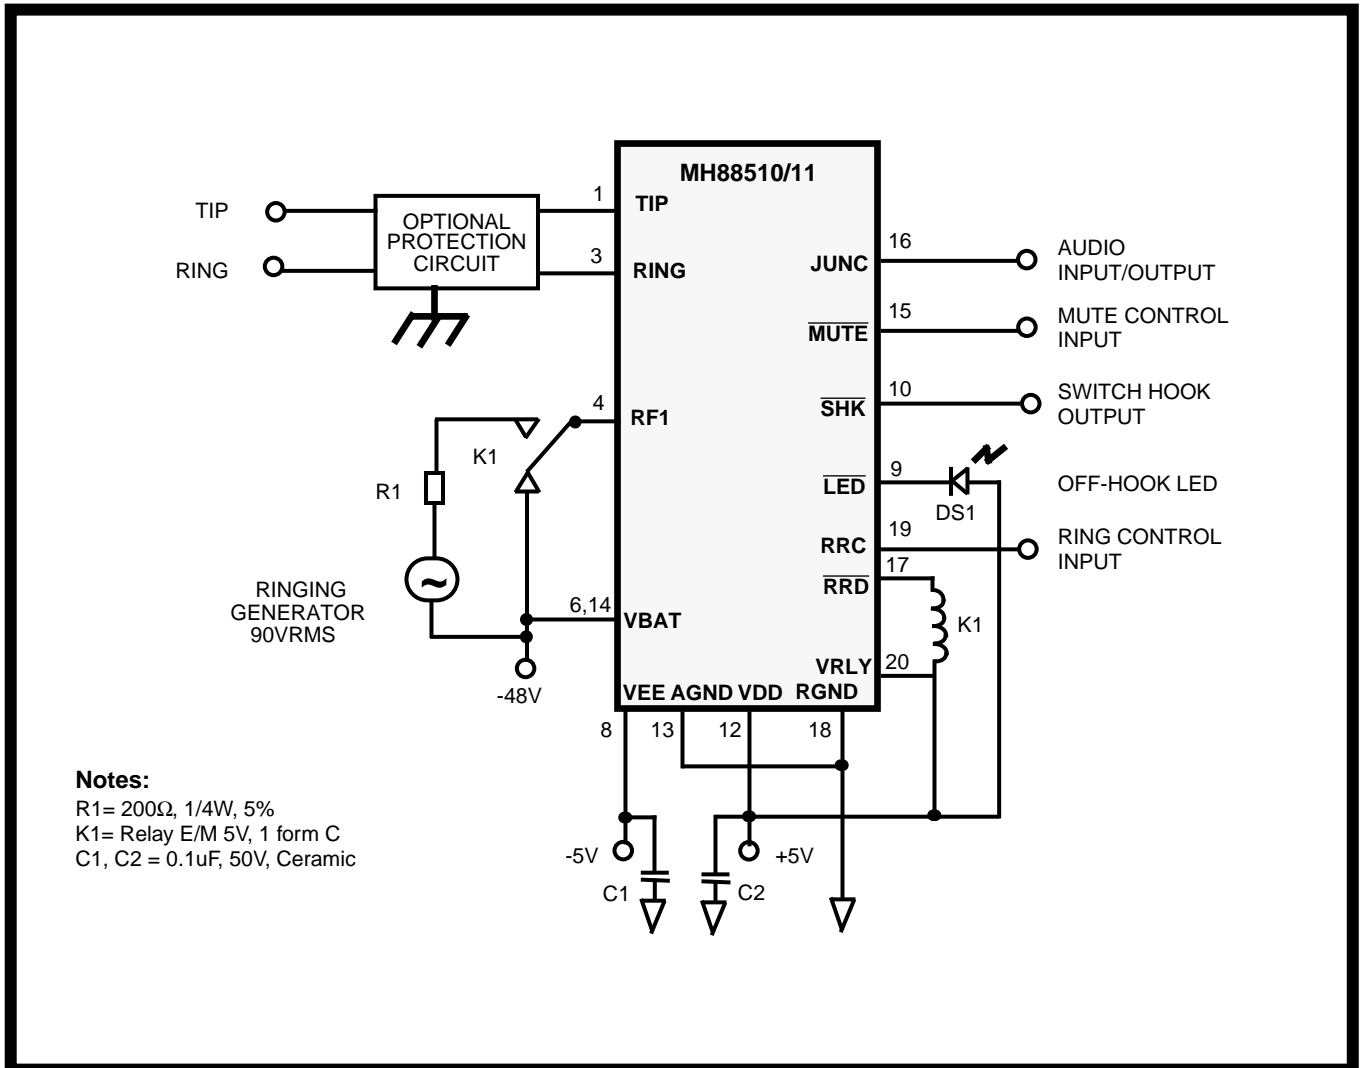 MH88510/11
TIP
RING
OPTIONAL
PROTECTION
CIRCUIT
1
3
TIP
RING
JUNC
16
AUDIO
INPUT/OUTPUT
MUTE
15
MUTE CONTROL
INPUT
SHK
10
SWITCH HOOK
OUTPUT
4
RF1
K1
R1
LED
9
DS1
OFF-HOOK LED
RRC
19
RING CONTROL
INPUT
RRD
17
K1
RINGING
GENERATOR
90VRMS
~
6,14
VBAT
-48V
VRLY
20
VEE AGND VDD RGND
8
13
12
18
-5V
+5V
C1
C2
Notes:
R1= 200Ω, 1/4W, 5%
K1= Relay E/M 5V, 1 form C
C1, C2 = 0.1uF, 50V, Ceramic